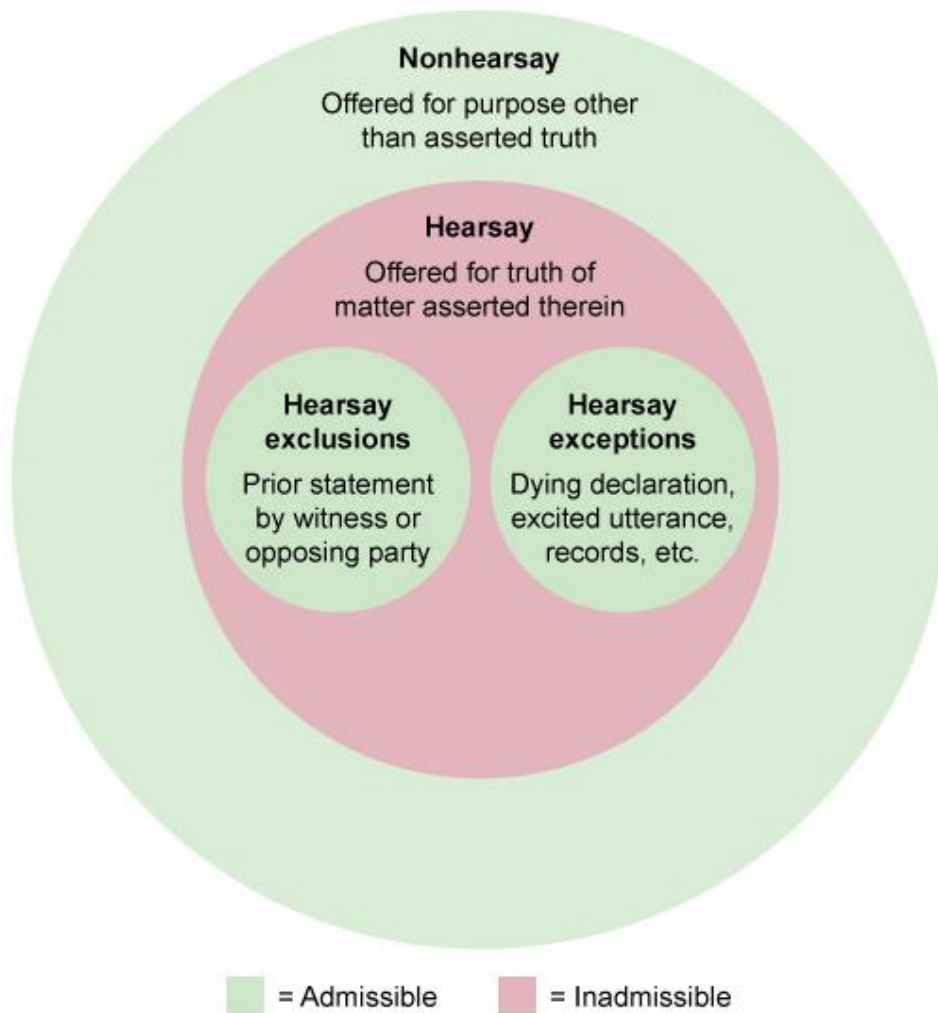 Nonhearsay
Offered for purpose other
than asserted truth
Hearsay
Offered for truth of
matter asserted therein
Hearsay
exclusions
Prior statement
by witness or
opposing party
Hearsay
exceptions
Dying declaration,
excited utterance,
records, etc.
= Admissible
= Inadmissible